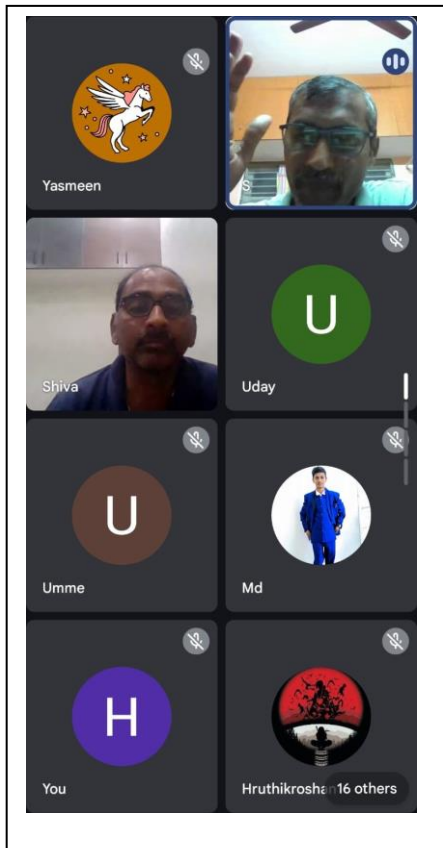 Yasmeen
S
Shiva
U
Uday
U
Umme
Md
H
You
Hruthikroshan
16 others